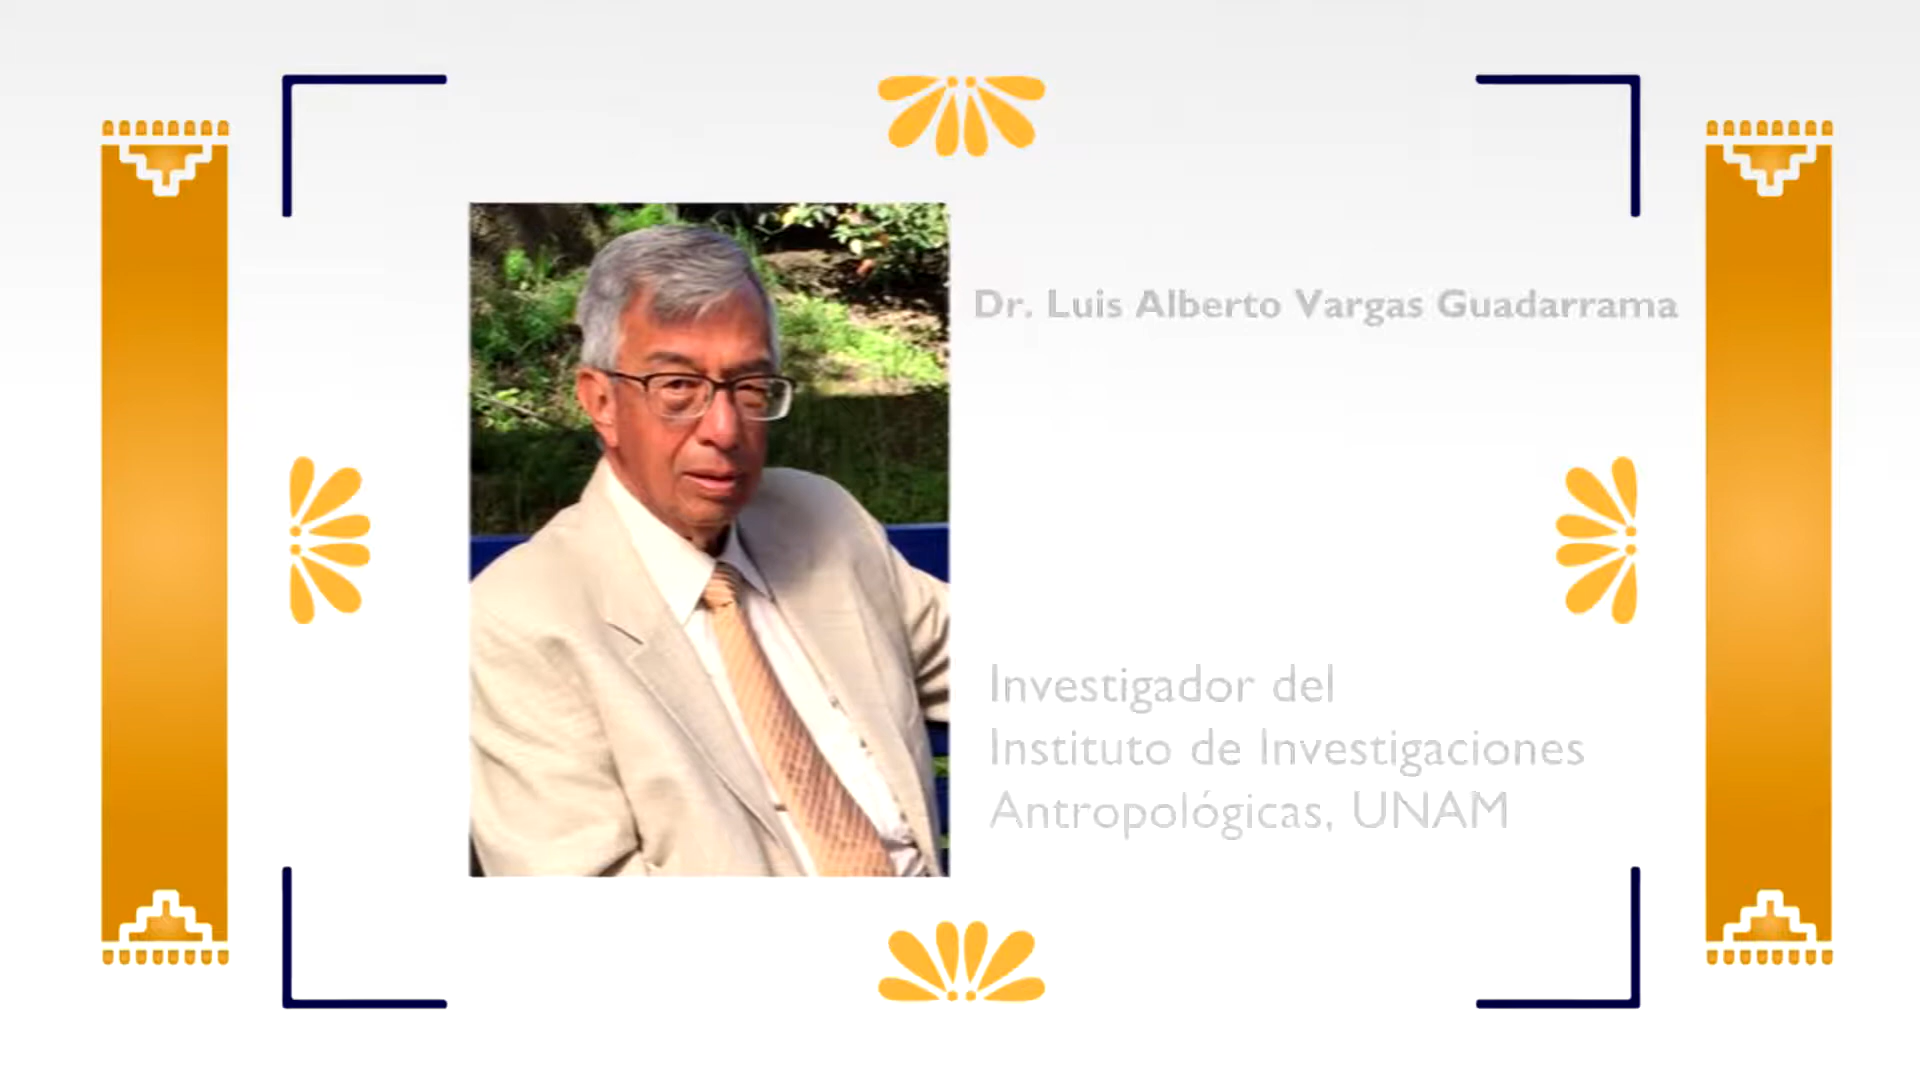 Dr. Luis Alberto Vargas Guadarrama
Investigador del
Instituto de Investigaciones
Antropológicas, UNAM